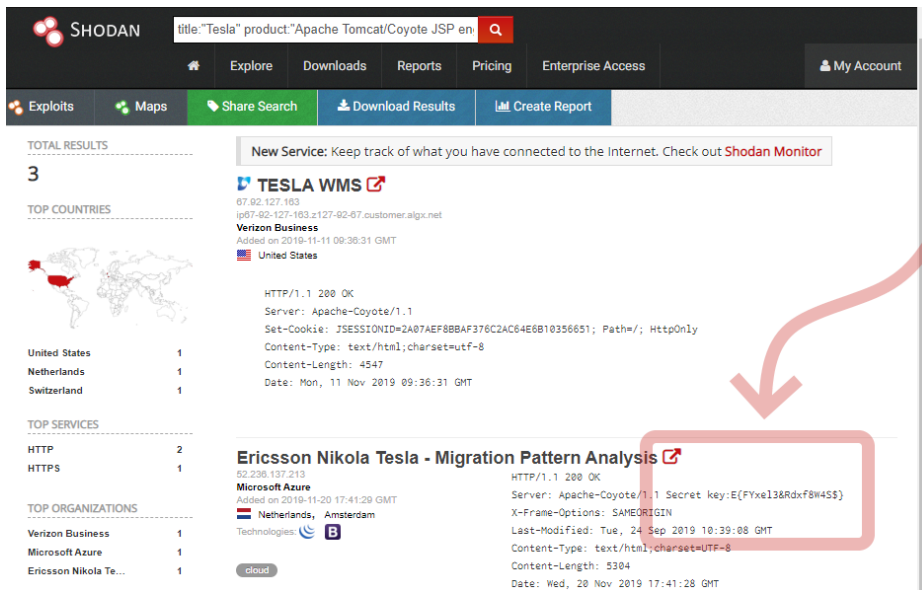 SHODAN
title:"Tesla" product:"Apache Tomcat/Coyote JSP en
Explore Downloads Reports Pricing Enterprise Access My Account
Exploits Maps Share Search Download Results Create Report
TOTAL RESULTS
3
TOP COUNTRIES
United States 1
Netherlands 1
Switzerland 1
TOP SERVICES
HTTP 2
HTTPS 1
TOP ORGANIZATIONS
Verizon Business 1
Microsoft Azure 1
Ericsson Nikola Te... 1
New Service: Keep track of what you have connected to the Internet. Check out Shodan Monitor
TESLA WMS
67.92.127.163
ip67-92-127-163.z127-92-67.customer.algx.net
Verizon Business
Added on 2019-11-11 09:36:31 GMT
United States
HTTP/1.1 200 OK
Server: Apache-Coyote/1.1
Set-Cookie: JSESSIONID=2A07AEF8BBAF376C2AC64E6B10356651; Path=/; HttpOnly
Content-Type: text/html;charset=utf-8
Content-Length: 4547
Date: Mon, 11 Nov 2019 09:36:31 GMT
Ericsson Nikola Tesla - Migration Pattern Analysis
52.236.137.213
Microsoft Azure
Added on 2019-11-20 17:41:29 GMT
Netherlands, Amsterdam
Technologies:
cloud
HTTP/1.1 200 OK
Server: Apache-Coyote/1.1 Secret key:E{FYxel3&Rdxf8W4S$}
X-Frame-Options: SAMEORIGIN
Last-Modified: Tue, 24 Sep 2019 10:39:08 GMT
Content-Type: text/html;charset=UTF-8
Content-Length: 5304
Date: Wed, 20 Nov 2019 17:41:28 GMT